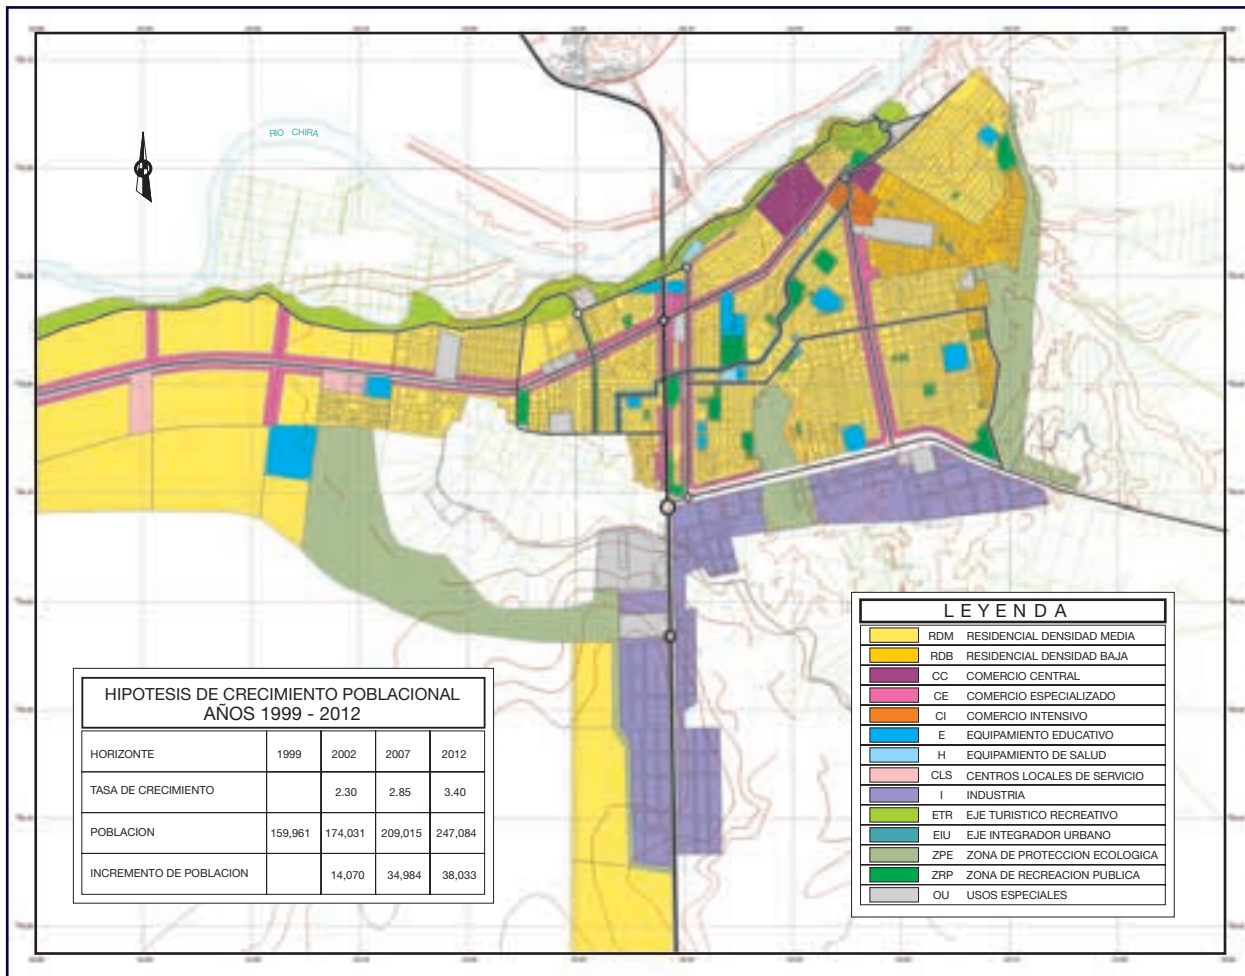 RIO CHIRA
HIPOTESIS DE CRECIMIENTO POBLACIONAL
AÑOS 1999 - 2012
HORIZONTE 1999 2002 2007 2012
TASA DE CRECIMIENTO 2.30 2.85 3.40
POBLACION 159,961 174,031 209,015 247,084
INCREMENTO DE POBLACION 14,070 34,984 38,033
LEYENDA
RDM RESIDENCIAL DENSIDAD MEDIA
RDB RESIDENCIAL DENSIDAD BAJA
CC COMERCIO CENTRAL
CE COMERCIO ESPECIALIZADO
CI COMERCIO INTENSIVO
E EQUIPAMIENTO EDUCATIVO
H EQUIPAMIENTO DE SALUD
CLS CENTROS LOCALES DE SERVICIO
I INDUSTRIA
ETR EJE TURISTICO RECREATIVO
EIU EJE INTEGRADOR URBANO
ZPE ZONA DE PROTECCION ECOLOGICA
ZRP ZONA DE RECREACION PUBLICA
OU USOS ESPECIALES